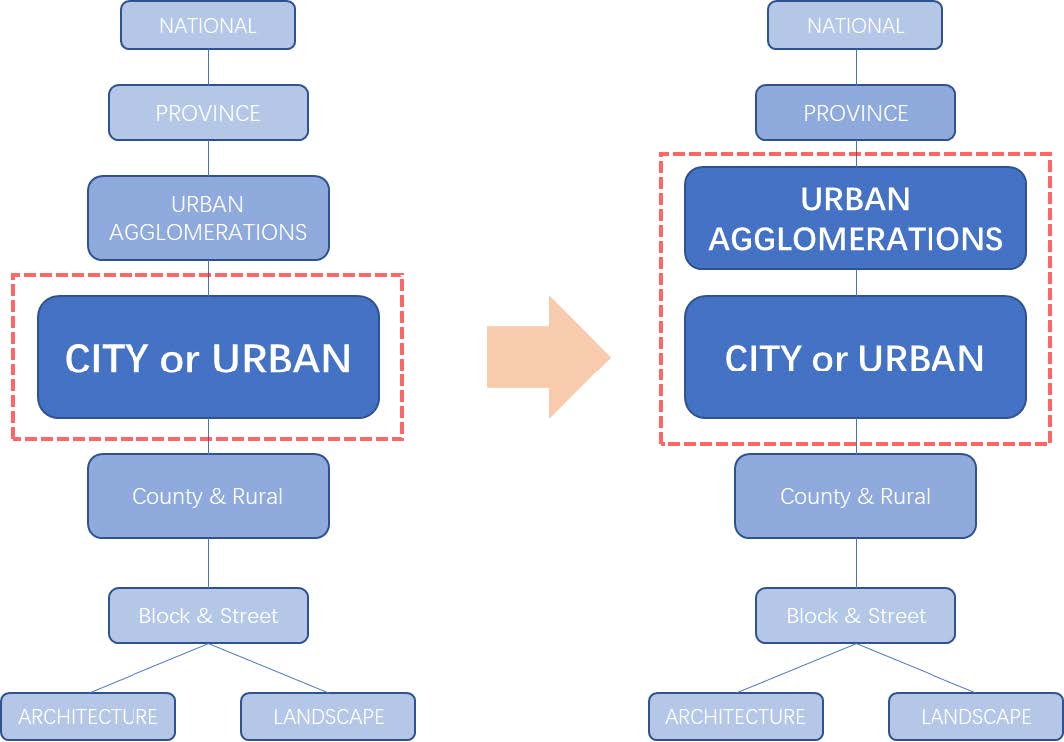 NATIONAL
PROVINCE
URBAN
AGGLOMERATIONS
CITY or URBAN
County & Rural
Block & Street
ARCHITECTURE
LANDSCAPE
NATIONAL
PROVINCE
URBAN
AGGLOMERATIONS
CITY or URBAN
County & Rural
Block & Street
ARCHITECTURE
LANDSCAPE